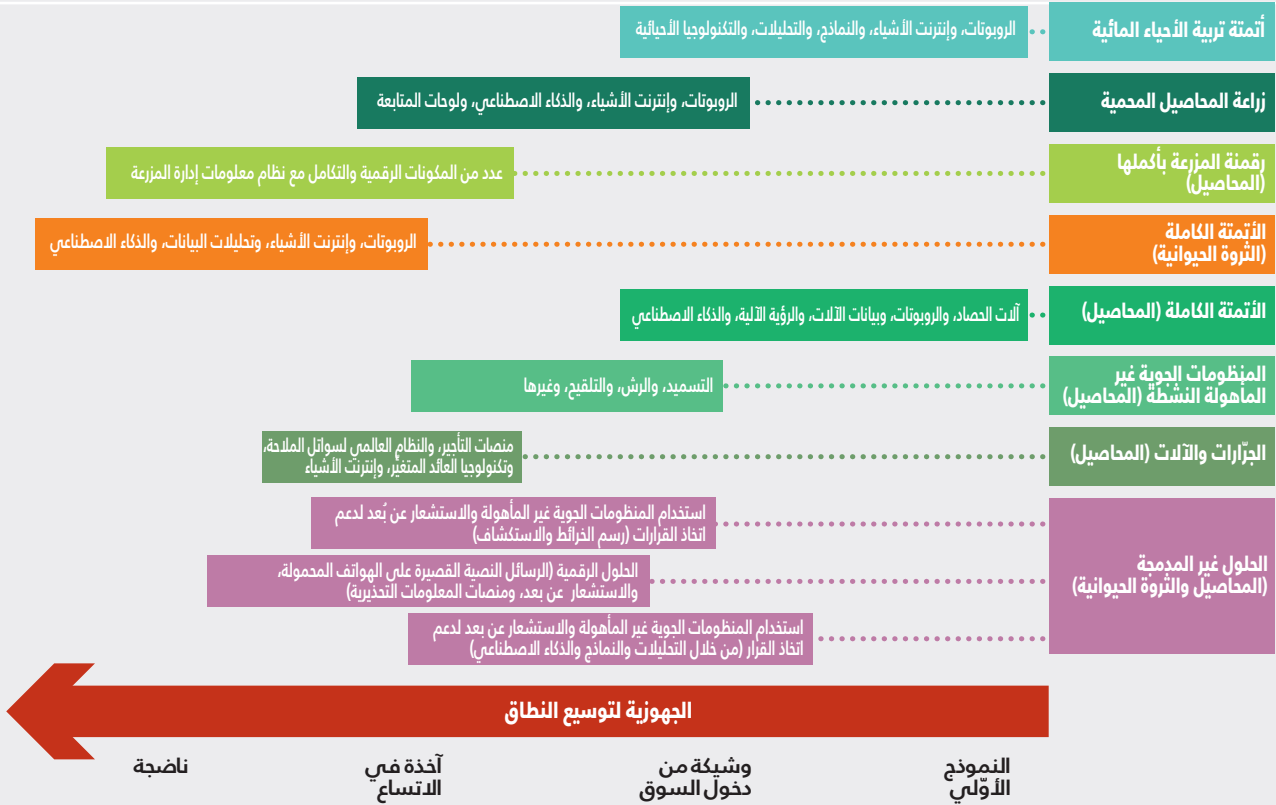 أتمتة تربية الأحياء المائية
الروبوتات، وإنترنت الأشياء، والنماذج، والتحليلات، والتكنولوجيا الأحيائية
زراعة المحاصيل المحمية
الروبوتات، وإنترنت الأشياء، والذكاء الاصطناعي، ولوحات المتابعة
رقمنة المزرعة بأكملها
(المحاصيل)
عدد من المكونات الرقمية والتكامل مع نظام معلومات إدارة المزرعة
الأتمتة الكاملة
(الثروة الحيوانية)
الروبوتات، وإنترنت الأشياء، وتحليلات البيانات، والذكاء الاصطناعي
الأتمتة الكاملة (المحاصيل)
آلات الحصاد، والروبوتات، وبيانات الآلات، والرؤية الآلية، والذكاء الاصطناعي
المنظومات الجوية غير
الماهولة النشطة (المحاصيل)
التسميد، والرش، والتلقيح، وغيرها
الجرّارات والآلات (المحاصيل)
منصات التأجير، والنظام العالمي لسواتل الملاحة،
وتكنولوجيا العائد المتغيّر، وإنترنت الأشياء
الحلول غير المدمجة
(المحاصيل والثروة الحيوانية)
استخدام المنظومات الجوية غير المأهولة والاستشعار عن بُعد لدعم
اتخاذ القرارات (رسم الخرائط والاستكشاف)
الحلول الرقمية (الرسائل النصية القصيرة على الهواتف المحمولة،
والاستشعار عن بعد، ومنصات المعلومات التحذيرية)
استخدام المنظومات الجوية غير المأهولة والاستشعار عن بعد لدعم
اتخاذ القرار (من خلال التحليلات والنماذج والذكاء الاصطناعي)
الجهوزية لتوسيع النطاق
النموذج
الأوّلي
وشيكة من
دخول السوق
آخذة في
الاتساع
ناضجة